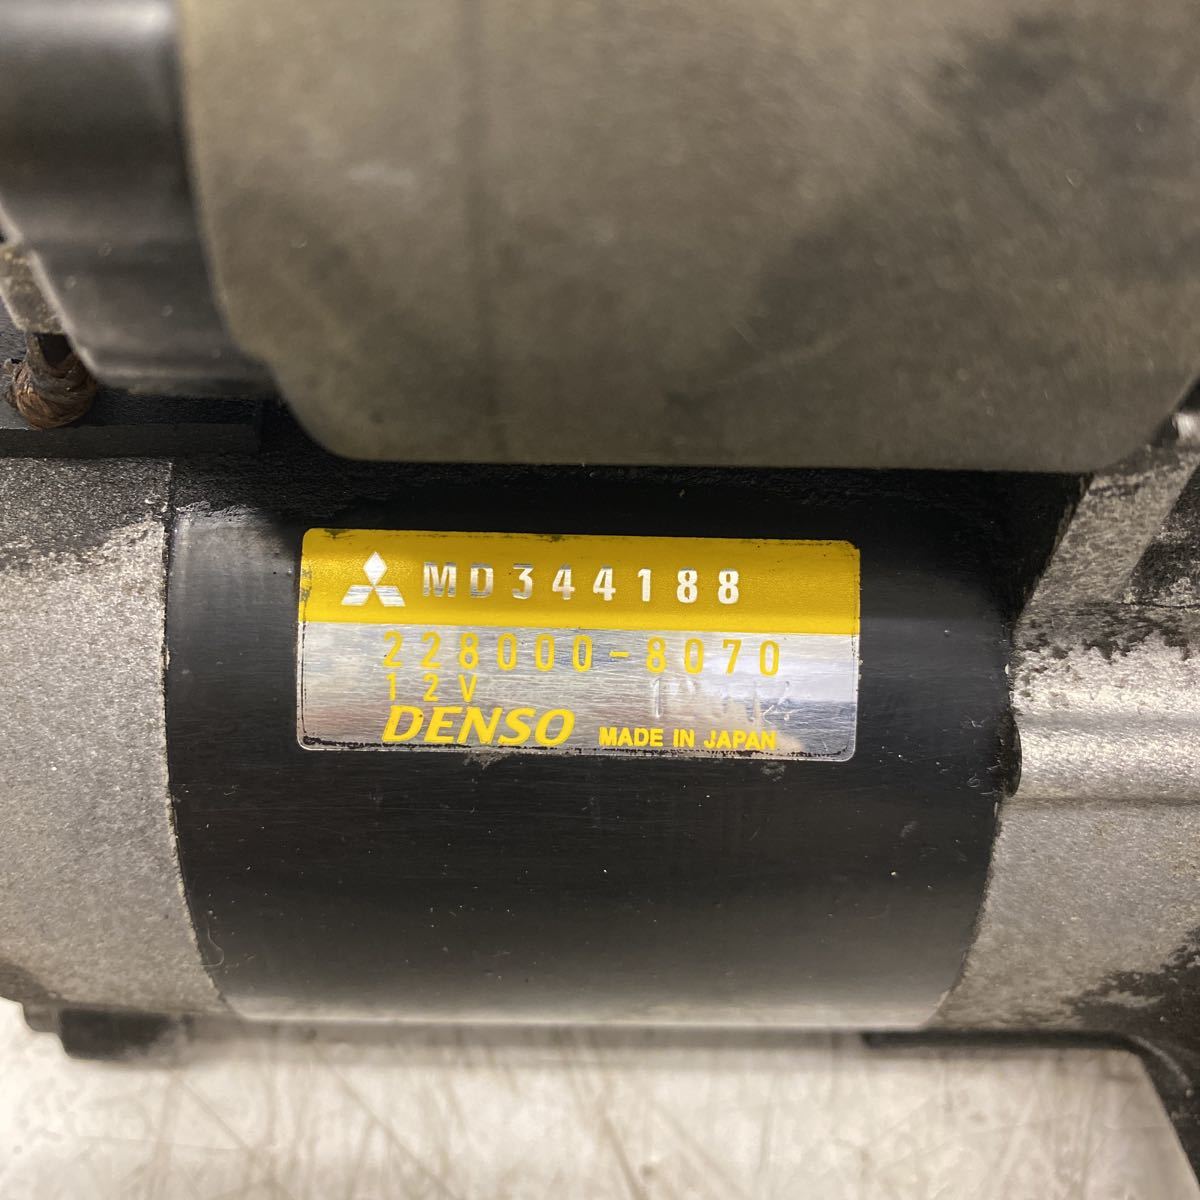 MD344188
228000-8070
12V
DENSO MADE IN JAPAN